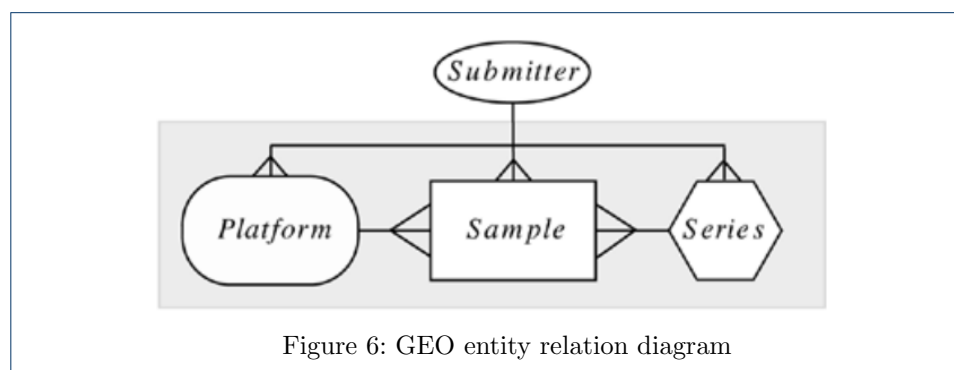 Submitter
Platform
Sample
Series
Figure 6: GEO entity relation diagram